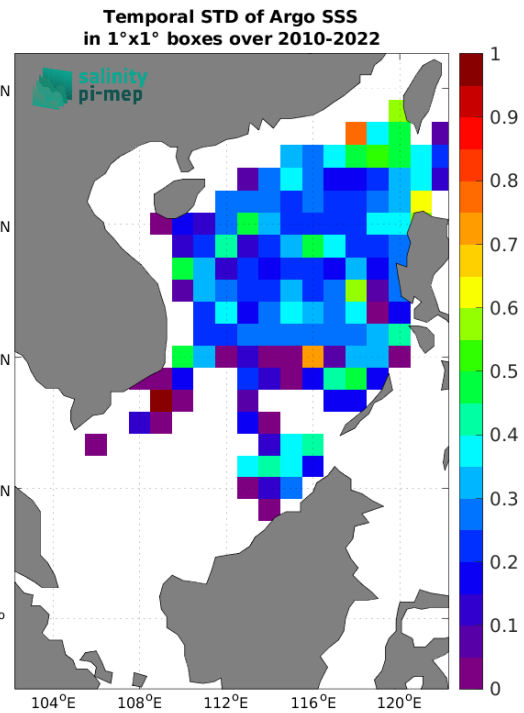 Temporal STD of Argo SSS
in 1°x1° boxes over 2010-2022
salinity
pi-mep
N
N
N
N
o
1
0.9
0.8
0.7
0.6
0.5
0.4
0.3
0.2
0.1
0
104°E 108°E 112°E 116°E 120°E